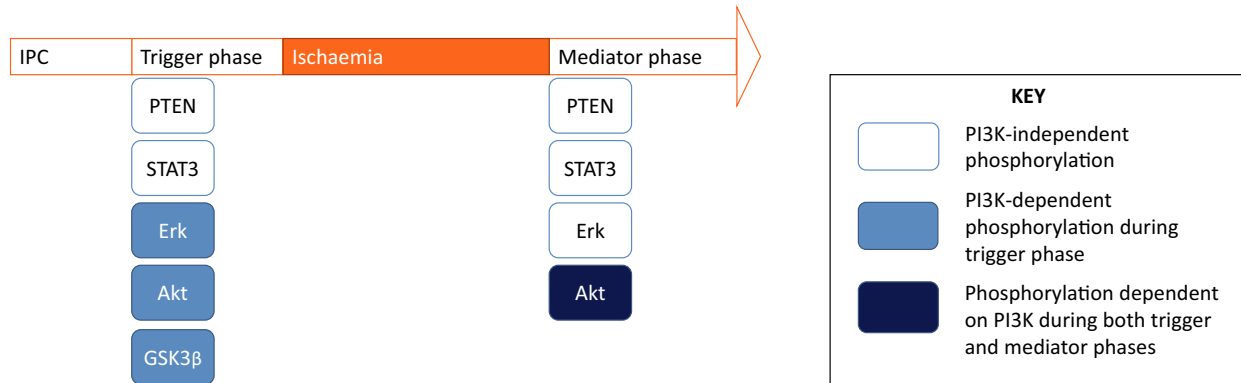 IPC
Trigger phase
Ischaemia
Mediator phase
PTEN
STAT3
Erk
Akt
GSK3β
PTEN
STAT3
Erk
Akt
KEY
PI3K-independent
phosphorylation
PI3K-dependent
phosphorylation during
trigger phase
Phosphorylation dependent
on PI3K during both trigger
and mediator phases